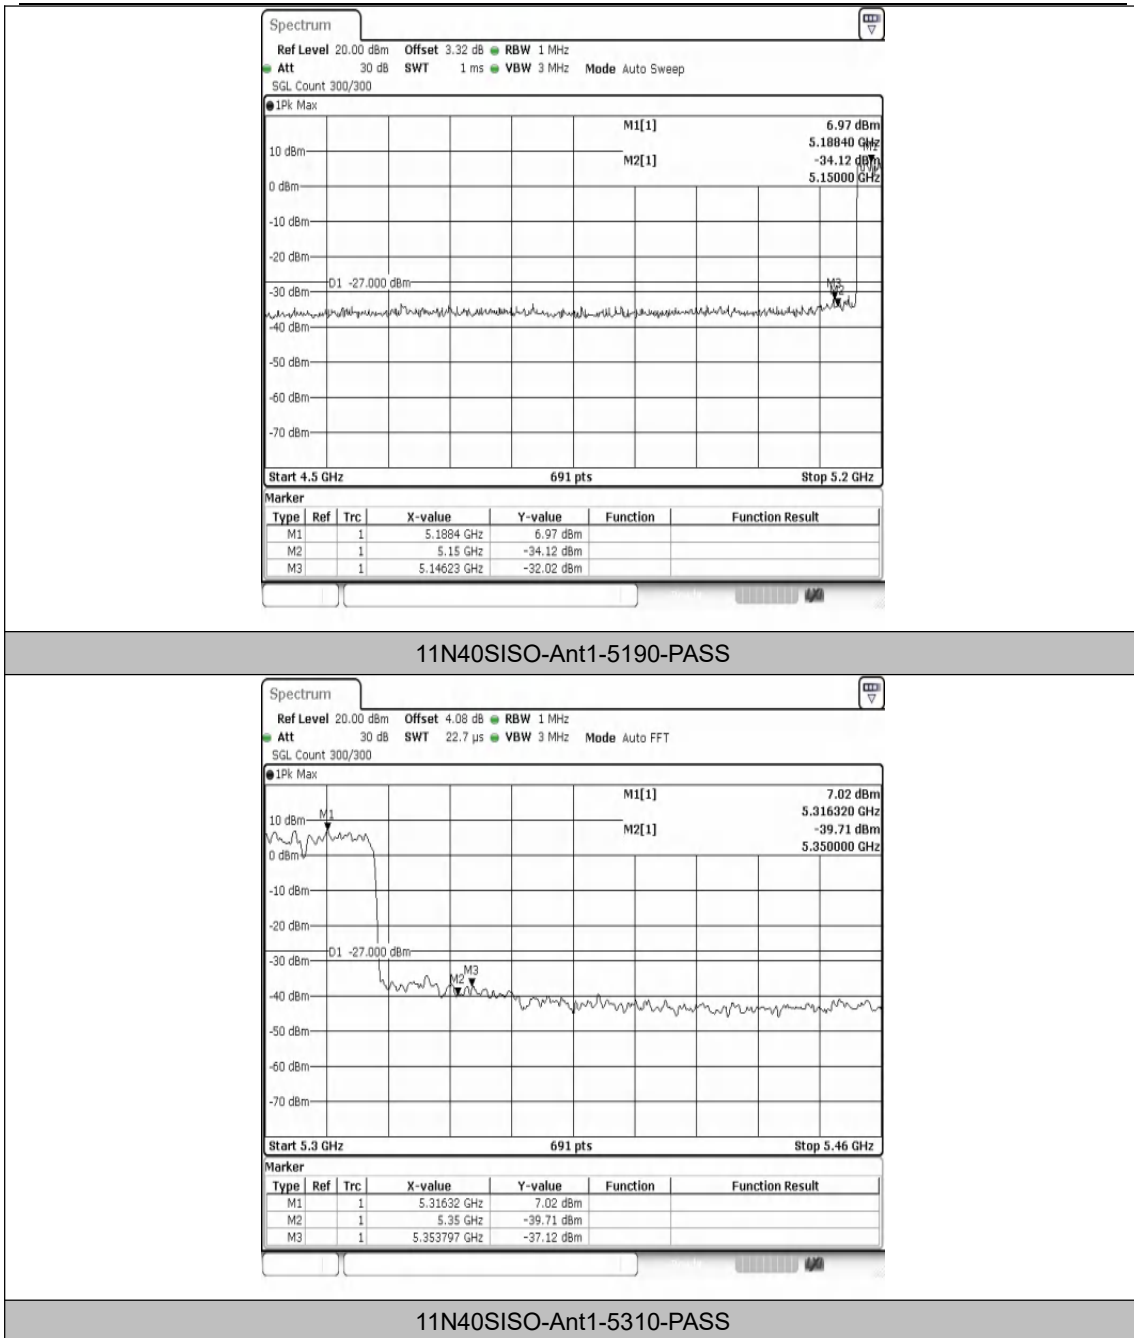 Spectrum
Ref Level 20.00 dBm Offset 3.32 dB RBW 1 MHz
Att 30 dB SWT 1 ms VBW 3 MHz Mode Auto Sweep
SGL Count 300/300
1Pk Max
M1[1] 6.97 dBm
5.18840 GHz
M2[1] -34.12 dBm
5.15000 GHz
M1
10 dBm
0 dBm
-10 dBm
-20 dBm
D1 -27.000 dBm
M3
M2
-30 dBm
-40 dBm
-50 dBm
-60 dBm
-70 dBm
Start 4.5 GHz 691 pts Stop 5.2 GHz
Marker
Type Ref Trc X-value Y-value Function Function Result
M1 1 5.1884 GHz 6.97 dBm
M2 1 5.15 GHz -34.12 dBm
M3 1 5.14623 GHz -32.02 dBm
11N40SISO-Ant1-5190-PASS
Spectrum
Ref Level 20.00 dBm Offset 4.08 dB RBW 1 MHz
Att 30 dB SWT 22.7 µs VBW 3 MHz Mode Auto FFT
SGL Count 300/300
1Pk Max
M1[1] 7.02 dBm
5.316320 GHz
M2[1] -39.71 dBm
5.350000 GHz
M1
10 dBm
0 dBm
-10 dBm
-20 dBm
D1 -27.000 dBm
-30 dBm
M2 M3
-40 dBm
-50 dBm
-60 dBm
-70 dBm
Start 5.3 GHz 691 pts Stop 5.46 GHz
Marker
Type Ref Trc X-value Y-value Function Function Result
M1 1 5.31632 GHz 7.02 dBm
M2 1 5.35 GHz -39.71 dBm
M3 1 5.353797 GHz -37.12 dBm
11N40SISO-Ant1-5310-PASS